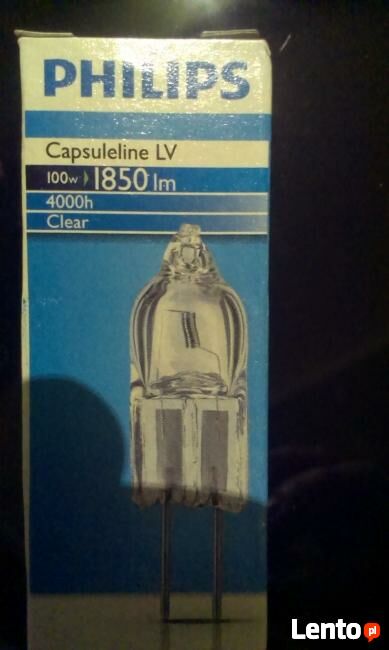 PHILIPS
Capsuleline LV
100w 1850 lm
4000h
Clear
Lento pl